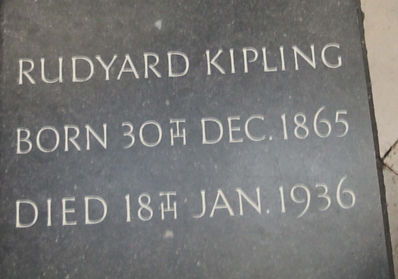 RUDYARD KIPLING
BORN 30TH DEC. 1865
DIED 18TH JAN. 1936